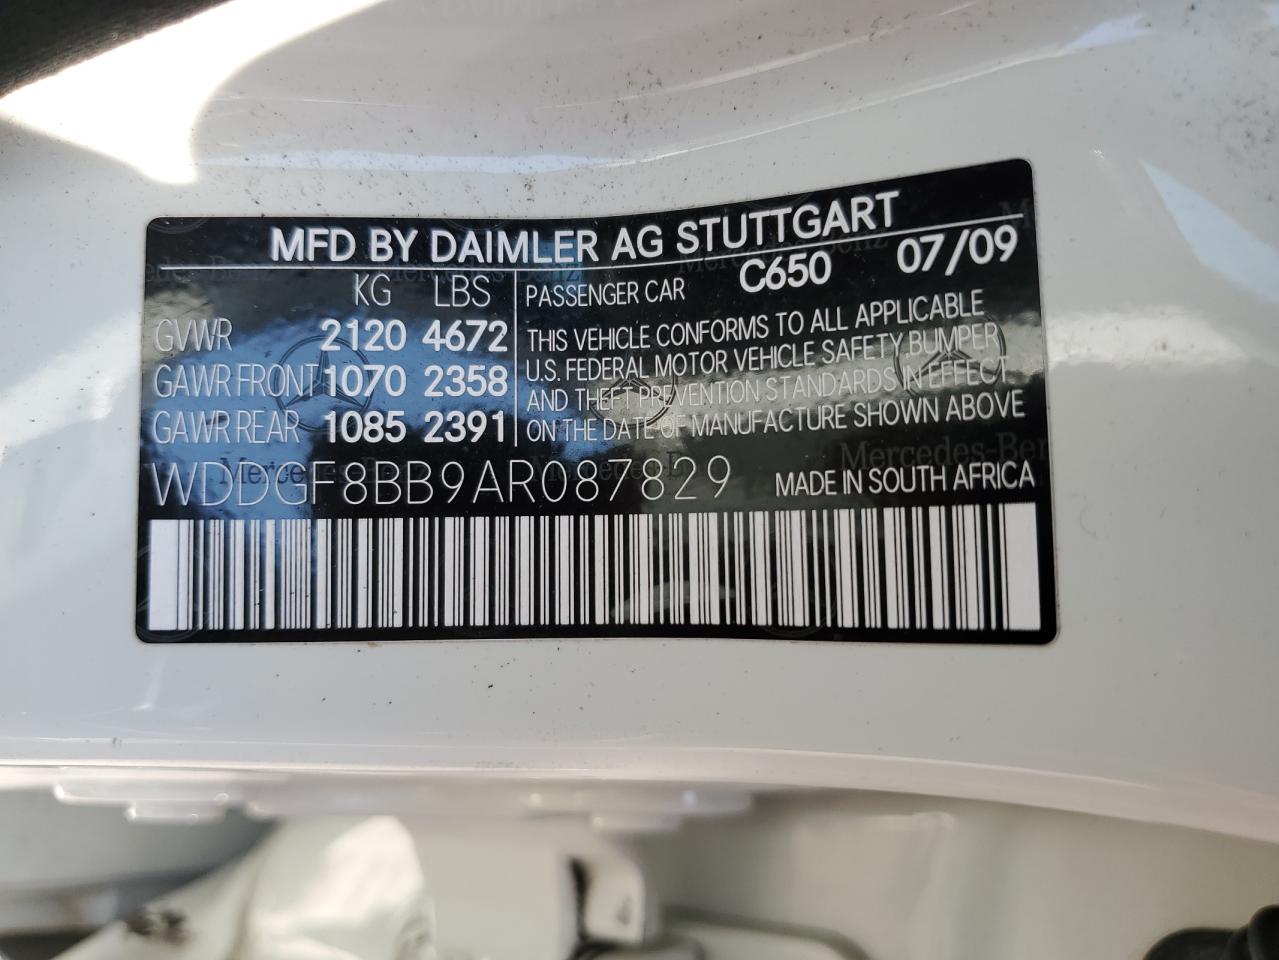 MFD BY DAIMLER AG STUTTGART
KG LBS
GVWR 2120 4672
GAWR FRONT 1070 2358
GAWR REAR 1085 2391
PASSENGER CAR C650 07/09
THIS VEHICLE CONFORMS TO ALL APPLICABLE
U.S. FEDERAL MOTOR VEHICLE SAFETY, BUMPER
AND THEFT PREVENTION STANDARDS IN EFFECT
ON THE DATE OF MANUFACTURE SHOWN ABOVE
WDDGF8BB9AR087829 MADE IN SOUTH AFRICA